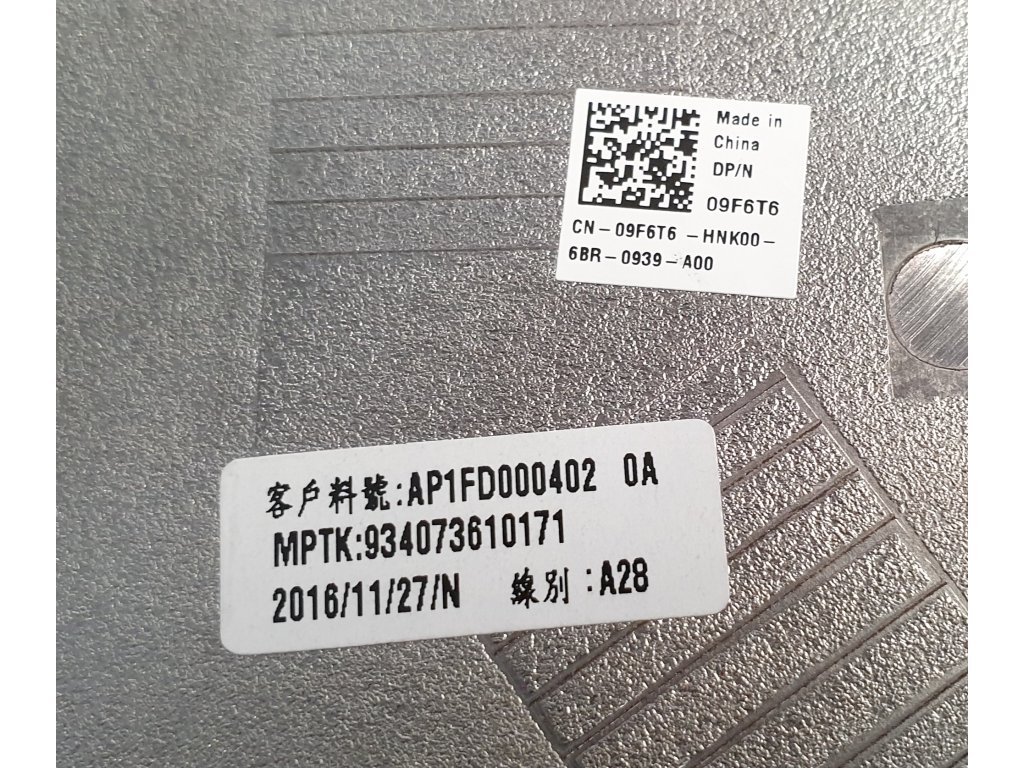 Made in
China
DP/N
09F6T6
CN-09F6T6-HNK00-
6BR-0939-A00
客戶料號:AP1FD000402 0A
MPTK:934073610171
2016/11/27/N 線別:A28